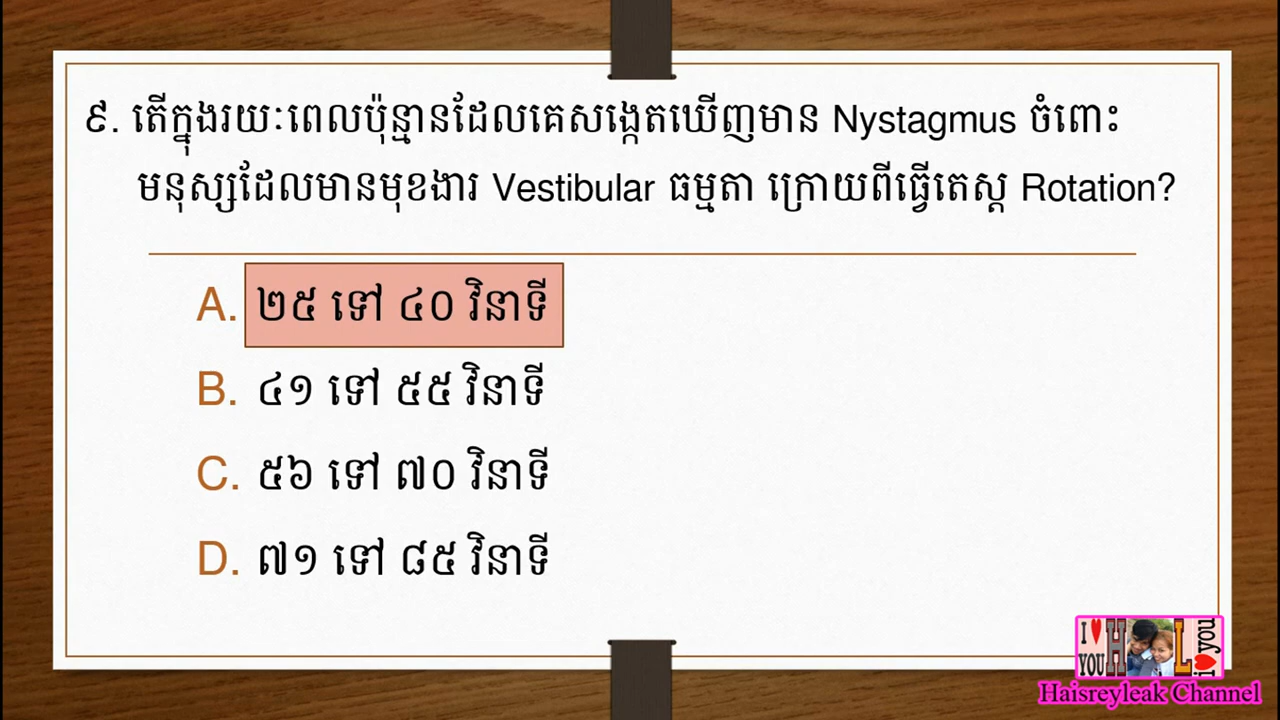 ៩. តើក្នុងរយៈពេលប៉ុន្មានដែលគេសង្កេតឃើញមាន Nystagmus ចំពោះ
មនុស្សដែលមានមុខងារ Vestibular ធម្មតា ក្រោយពីធ្វើតេស្ត Rotation?
A. ២៥ ទៅ ៤០ វិនាទី
B. ៤១ ទៅ ៥៥ វិនាទី
C. ៥៦ ទៅ ៧០ វិនាទី
D. ៧១ ទៅ ៨៥ វិនាទី
I ♥ YOU H L i ♥ you
Haisreyleak Channel